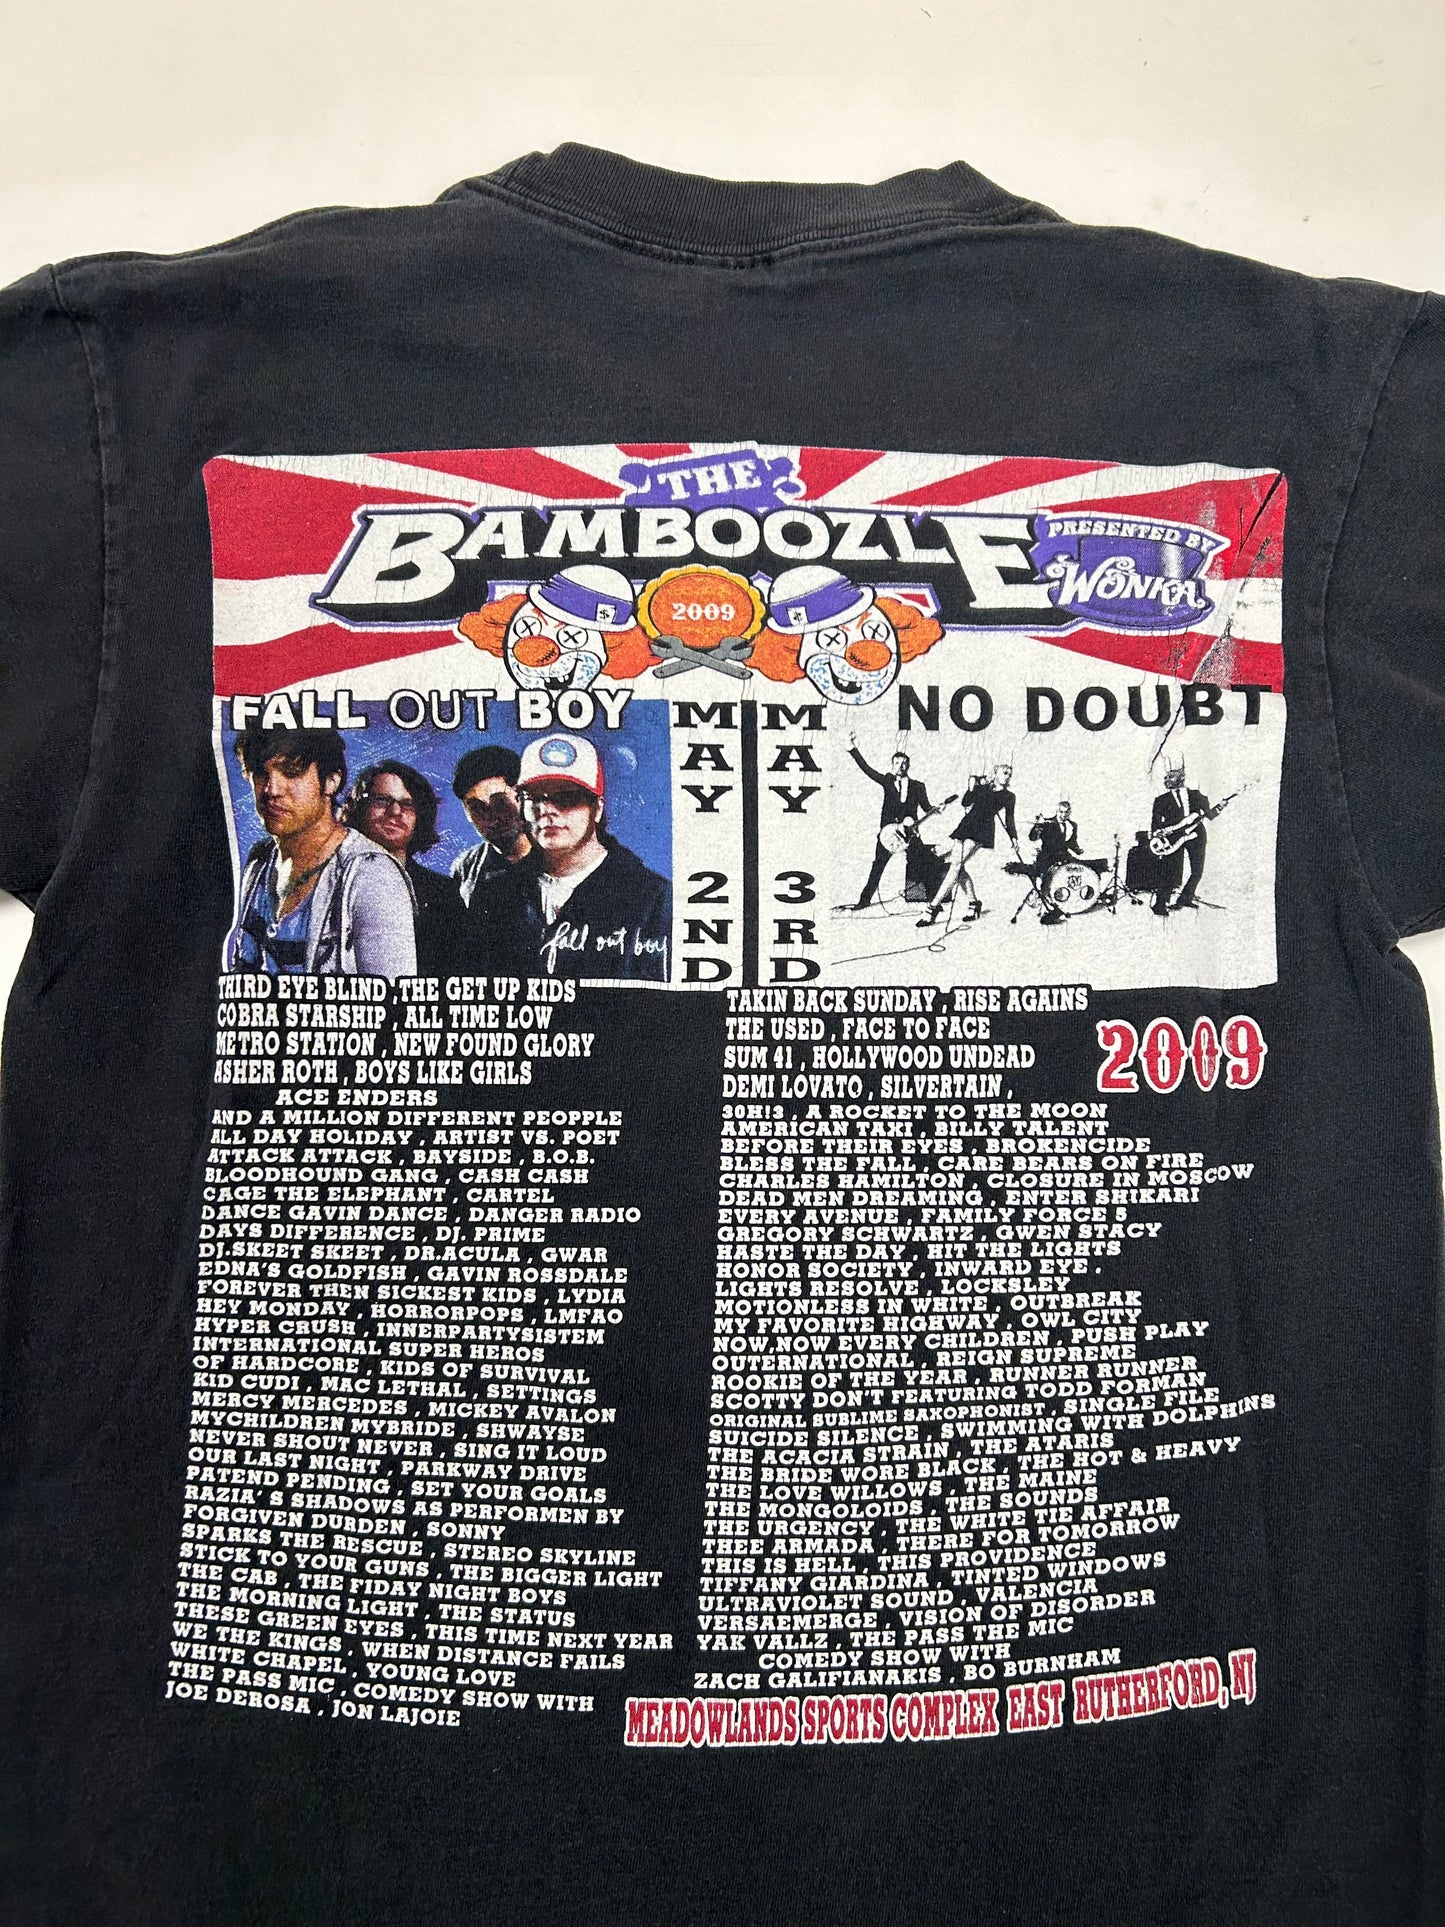 THE
BAMBOOZLE
PRESENTED BY
WONKA
2009
FALL OUT BOY
MAY 2ND
MAY 3RD
NO DOUBT
fall out boy
THIRD EYE BLIND ,THE GET UP KIDS
COBRA STARSHIP , ALL TIME LOW
METRO STATION , NEW FOUND GLORY
ASHER ROTH , BOYS LIKE GIRLS
ACE ENDERS
AND A MILLION DIFFERENT PEOPPLE
ALL DAY HOLIDAY , ARTIST VS. POET
ATTACK ATTACK , BAYSIDE , B.O.B.
BLOODHOUND GANG , CASH CASH
CAGE THE ELEPHANT , CARTEL
DANCE GAVIN DANCE , DANGER RADIO
DAYS DIFFERENCE , DJ. PRIME
DJ.SKEET SKEET , DR.ACULA , GWAR
EDNA'S GOLDFISH , GAVIN ROSSDALE
FOREVER THEN SICKEST KIDS , LYDIA
HEY MONDAY , HORRORPOPS , LMFAO
HYPER CRUSH , INNERPARTYSISTEM
INTERNATIONAL SUPER HEROS
OF HARDCORE , KIDS OF SURVIVAL
KID CUDI , MAC LETHAL , SETTINGS
MERCY MERCEDES , MICKEY AVALON
MYCHILDREN MYBRIDE , SHWAYSE
NEVER SHOUT NEVER , SING IT LOUD
OUR LAST NIGHT , PARKWAY DRIVE
PATEND PENDING , SET YOUR GOALS
RAZIA' S SHADOWS AS PERFORMEN BY
FORGIVEN DURDEN , SONNY
SPARKS THE RESCUE , STEREO SKYLINE
STICK TO YOUR GUNS , THE BIGGER LIGHT
THE CAB , THE FIDAY NIGHT BOYS
THE MORNING LIGHT , THE STATUS
THESE GREEN EYES , THIS TIME NEXT YEAR
WE THE KINGS , WHEN DISTANCE FAILS
WHITE CHAPEL , YOUNG LOVE
THE PASS MIC , COMEDY SHOW WITH
JOE DEROSA , JON LAJOIE
TAKIN BACK SUNDAY , RISE AGAINS
THE USED , FACE TO FACE
SUM 41 , HOLLYWOOD UNDEAD
DEMI LOVATO , SILVERTAIN ,
2009
30H!3 , A ROCKET TO THE MOON
AMERICAN TAXI , BILLY TALENT
BEFORE THEIR EYES , BROKENCIDE
BLESS THE FALL , CARE BEARS ON FIRE
CHARLES HAMILTON , CLOSURE IN MOSCOW
DEAD MEN DREAMING , ENTER SHIKARI
EVERY AVENUE , FAMILY FORCE 5
GREGORY SCHWARTZ , GWEN STACY
HASTE THE DAY , HIT THE LIGHTS
HONOR SOCIETY , INWARD EYE .
LIGHTS RESOLVE , LOCKSLEY
MOTIONLESS IN WHITE , OUTBREAK
MY FAVORITE HIGHWAY , OWL CITY
NOW,NOW EVERY CHILDREN , PUSH PLAY
OUTERNATIONAL , REIGN SUPREME
ROOKIE OF THE YEAR , RUNNER RUNNER
SCOTTY DON'T FEATURING TODD FORMAN
ORIGINAL SUBLIME SAXOPHONIST , SINGLE FILE
SUICIDE SILENCE , SWIMMING WITH DOLPHINS
THE ACACIA STRAIN , THE ATARIS
THE BRIDE WORE BLACK , THE HOT & HEAVY
THE LOVE WILLOWS , THE MAINE
THE MONGOLOIDS , THE SOUNDS
THE URGENCY , THE WHITE TIE AFFAIR
THEE ARMADA , THERE FOR TOMORROW
THIS IS HELL , THIS PROVIDENCE
TIFFANY GIARDINA , TINTED WINDOWS
ULTRAVIOLET SOUND , VALENCIA
VERSAEMERGE , VISION OF DISORDER
YAK VALLZ , THE PASS THE MIC
COMEDY SHOW WITH
ZACH GALIFIANAKIS , BO BURNHAM
MEADOWLANDS SPORTS COMPLEX EAST RUTHERFORD, NJ